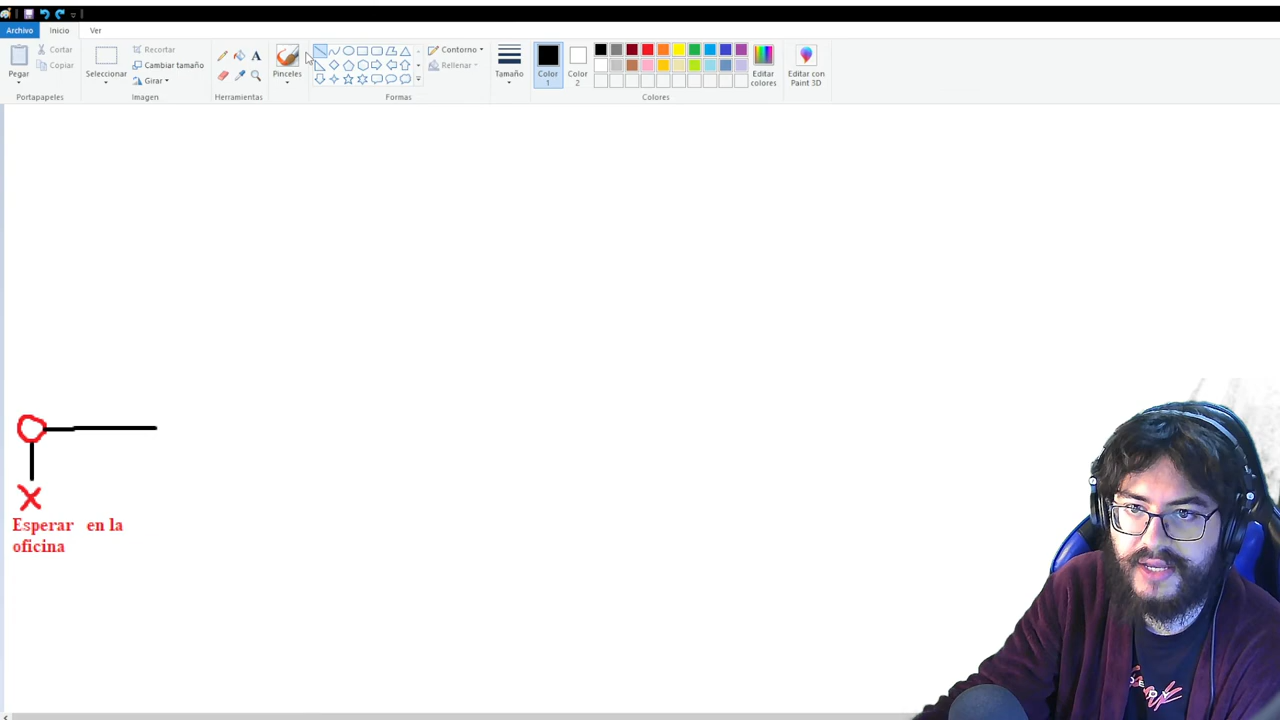 Archivo Inicio Ver
Cortar Recortar Contorno
Copiar Cambiar tamaño Rellenar
Pegar Seleccionar Girar Pinceles Tamaño Color 1 Color 2 Editar colores Editar con Paint 3D
Portapapeles Imagen Herramientas Formas Colores
Esperar en la
oficina